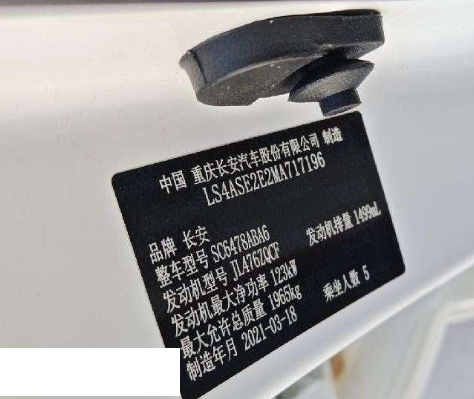 中国 重庆长安汽车股份有限公司 制造
LS4ASE2E2MA717196
品牌 长安
整车型号 SC6478ABA6 发动机排量 1499mL
发动机型号 JL476ZQCF
发动机最大净功率 123kW
最大允许总质量 1965kg 乘坐人数 5
制造年月 2021-03-18